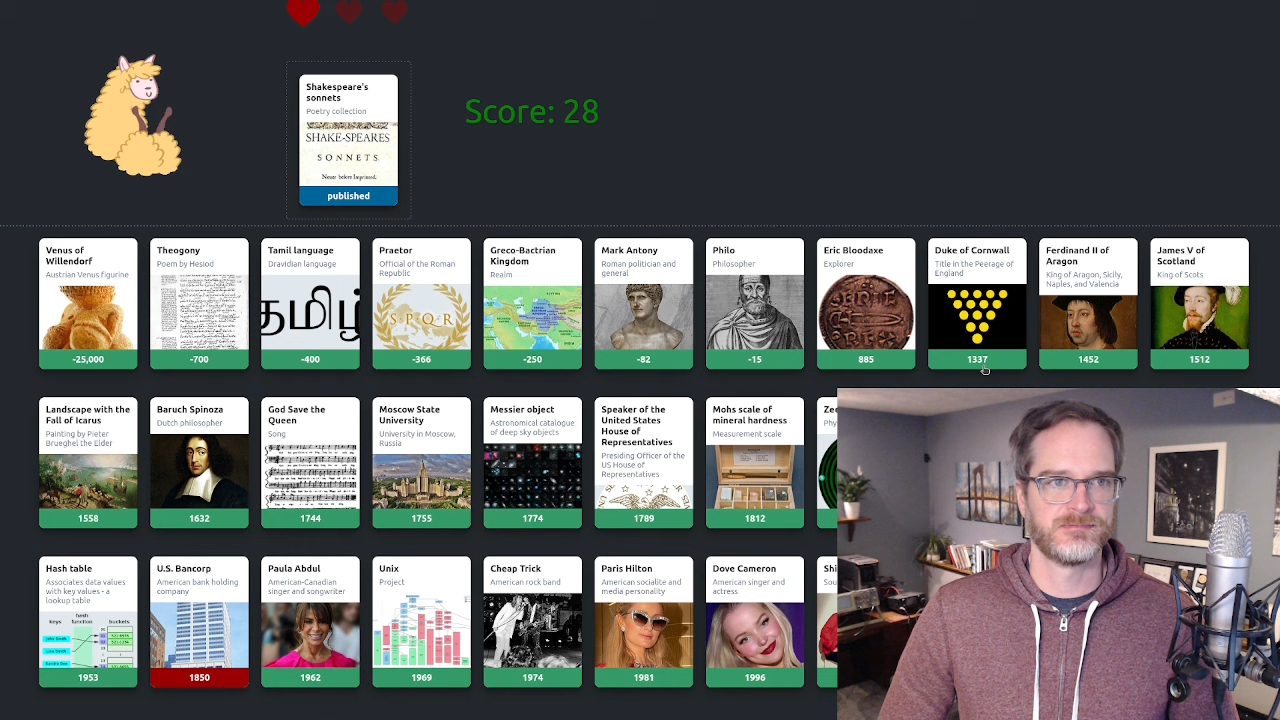 Shakespeare's
sonnets
Poetry collection
SHAKE-SPEARES
SONNETS
Neuer before Imprinted.
published
Score: 28
Venus of
Willendorf
Austrian Venus figurine
-25,000
Theogony
Poem by Hesiod
-700
Tamil language
Dravidian language
தமிழ்
-400
Praetor
Official of the Roman
Republic
SPQR
-366
Greco-Bactrian
Kingdom
Realm
-250
Mark Antony
Roman politician and
general
-82
Philo
Philosopher
-15
Eric Bloodaxe
Explorer
885
Duke of Cornwall
Title in the Peerage of
England
1337
Ferdinand II of
Aragon
King of Aragon, Sicily,
Naples, and Valencia
1452
James V of
Scotland
King of Scots
1512
Landscape with the
Fall of Icarus
Painting by Pieter
Brueghel the Elder
1558
Baruch Spinoza
Dutch philosopher
1632
God Save the
Queen
Song
1744
Moscow State
University
University in Moscow,
Russia
1755
Messier object
Astronomical catalogue
of deep sky objects
1774
Speaker of the
United States
House of
Representatives
Presiding Officer of the
US House of
Representatives
1789
Mohs scale of
mineral hardness
Measurement scale
1812
Hash table
Associates data values
with key values - a
lookup table
keys
hash
function
buckets
1953
U.S. Bancorp
American bank holding
company
1850
Paula Abdul
American-Canadian
singer and songwriter
1962
Unix
Project
1969
Cheap Trick
American rock band
1974
Paris Hilton
American socialite and
media personality
1981
Dove Cameron
American singer and
actress
1996